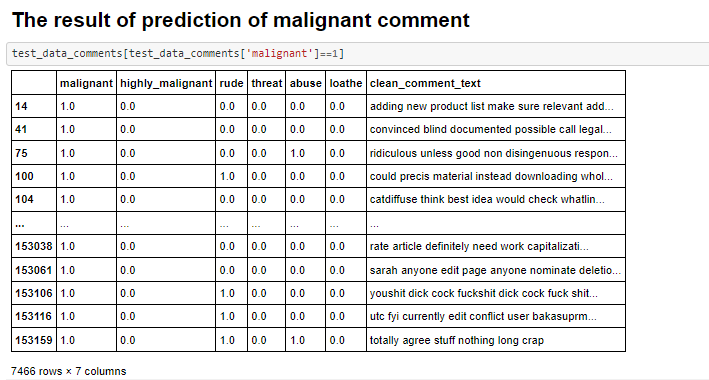 The result of prediction of malignant comment
test_data_comments[test_data_comments['malignant']==1]
malignant highly_malignant rude threat abuse loathe clean_comment_text
14 1.0 0.0 0.0 0.0 0.0 0.0 adding new product list make sure relevant add...
41 1.0 0.0 0.0 0.0 0.0 0.0 convinced blind documented possible call legal...
75 1.0 0.0 0.0 0.0 1.0 0.0 ridiculous unless good non disingenuous respon...
100 1.0 0.0 1.0 0.0 0.0 0.0 could precis material instead downloading whol...
104 1.0 0.0 0.0 0.0 0.0 0.0 catdiffuse think best idea would check whatlin...
... ... ... ... ... ... ... ...
153038 1.0 0.0 0.0 0.0 0.0 0.0 rate article definitely need work capitalizati...
153061 1.0 0.0 0.0 0.0 0.0 0.0 sarah anyone edit page anyone nominate deletio...
153106 1.0 0.0 1.0 0.0 0.0 0.0 youshit dick cock fuckshit dick cock fuck shit...
153116 1.0 0.0 1.0 0.0 0.0 0.0 utc fyi currently edit conflict user bakasuprm...
153159 1.0 0.0 1.0 0.0 1.0 0.0 totally agree stuff nothing long crap
7466 rows × 7 columns